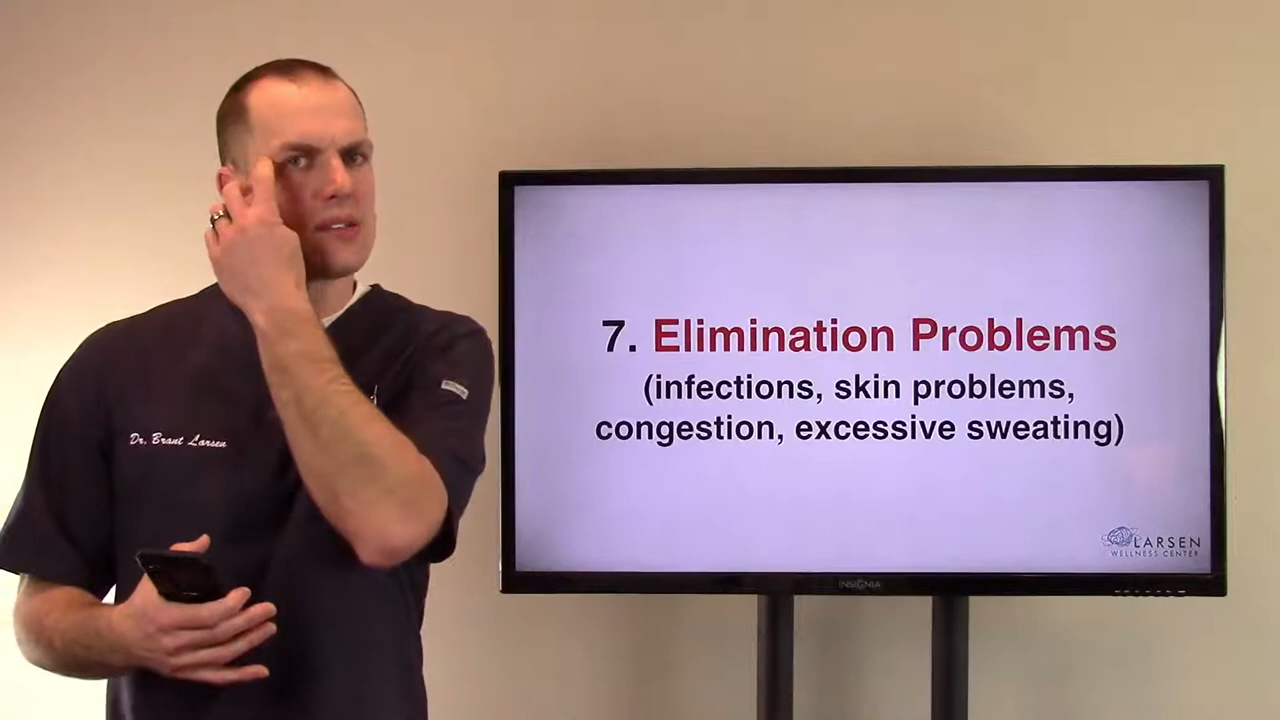 7. Elimination Problems
(infections, skin problems,
congestion, excessive sweating)
LARSEN
WELLNESS CENTER
INSIGNIA
Dr. Brant Larsen